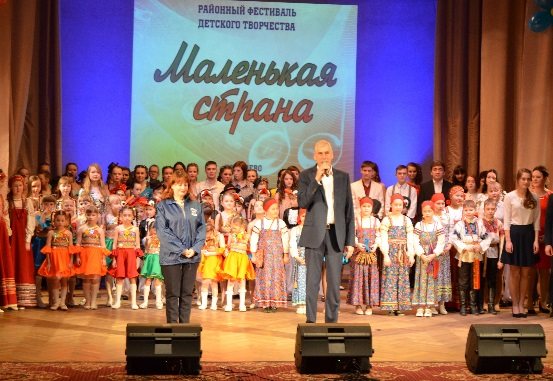 РАЙОННЫЙ ФЕСТИВАЛЬ
ДЕТСКОГО ТВОРЧЕСТВА
Маленькая
страна